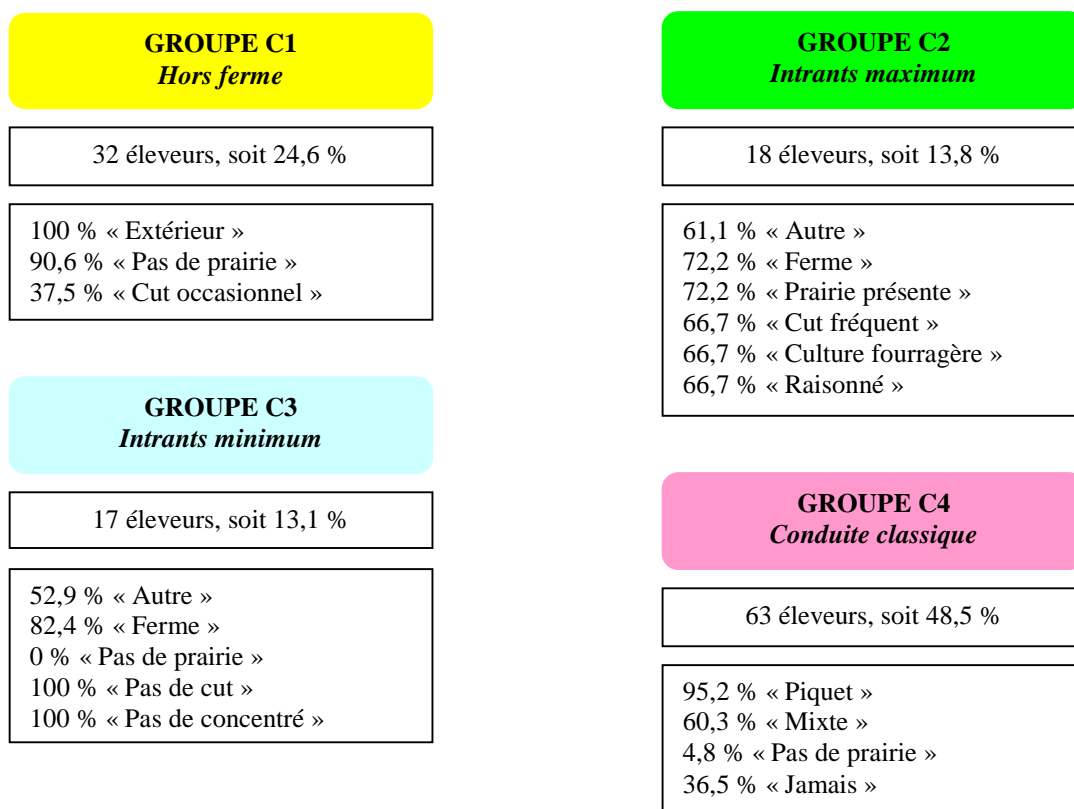 GROUPE C1
Hors ferme
32 éleveurs, soit 24,6 %
100 % « Extérieur »
90,6 % « Pas de prairie »
37,5 % « Cut occasionnel »
GROUPE C2
Intrants maximum
18 éleveurs, soit 13,8 %
61,1 % « Autre »
72,2 % « Ferme »
72,2 % « Prairie présente »
66,7 % « Cut fréquent »
66,7 % « Culture fourragère »
66,7 % « Raisonné »
GROUPE C3
Intrants minimum
17 éleveurs, soit 13,1 %
52,9 % « Autre »
82,4 % « Ferme »
0 % « Pas de prairie »
100 % « Pas de cut »
100 % « Pas de concentré »
GROUPE C4
Conduite classique
63 éleveurs, soit 48,5 %
95,2 % « Piquet »
60,3 % « Mixte »
4,8 % « Pas de prairie »
36,5 % « Jamais »